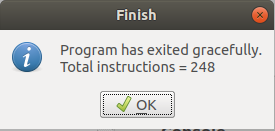 Finish
Program has exited gracefully.
Total instructions = 248
OK